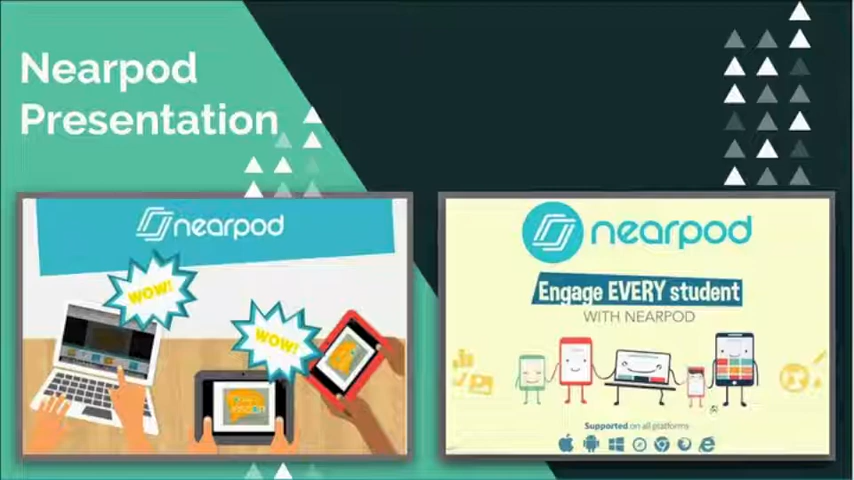 Nearpod
Presentation
nearpod
WOW!
WOW!
nearpod
Engage EVERY student
WITH NEARPOD
Supported on all platforms